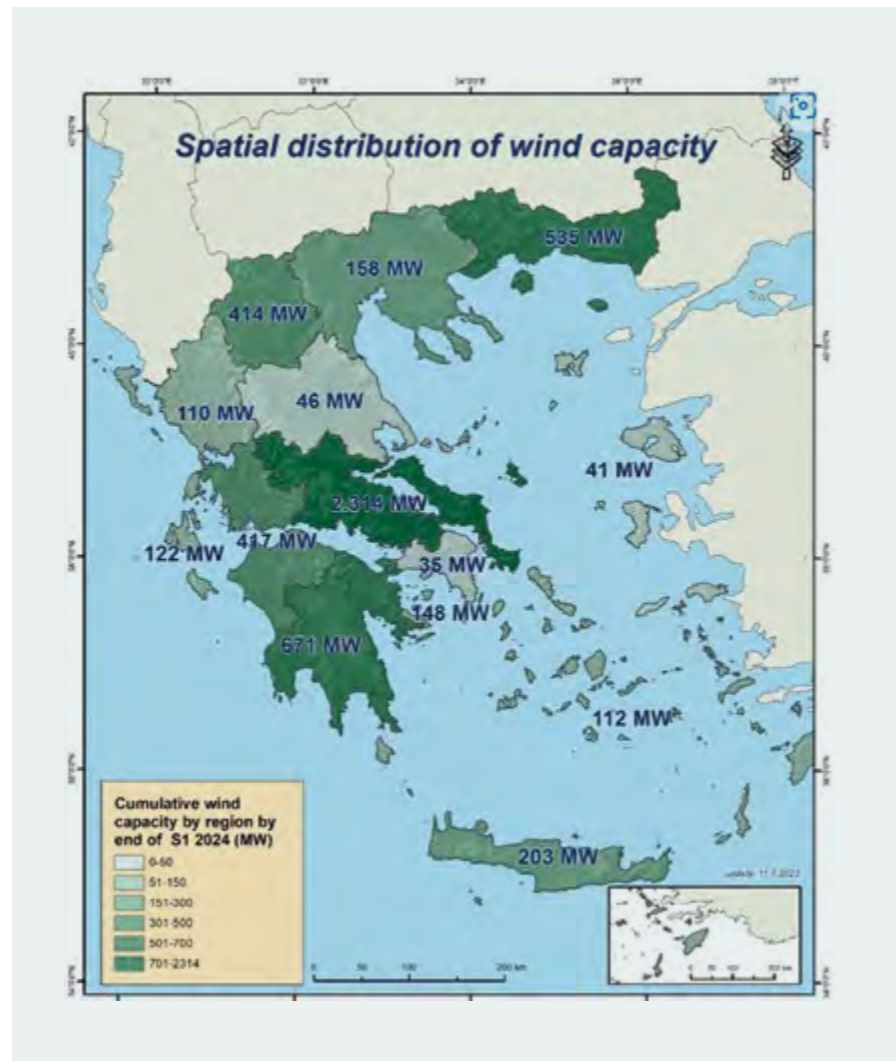 Spatial distribution of wind capacity
535 MW
158 MW
414 MW
110 MW
46 MW
41 MW
2.314 MW
417 MW
122 MW
35 MW
148 MW
671 MW
112 MW
203 MW
Cumulative wind
capacity by region by
end of S1 2024 (MW)
0-50
51-150
151-300
301-500
501-700
701-2314
0 50 100 200 km